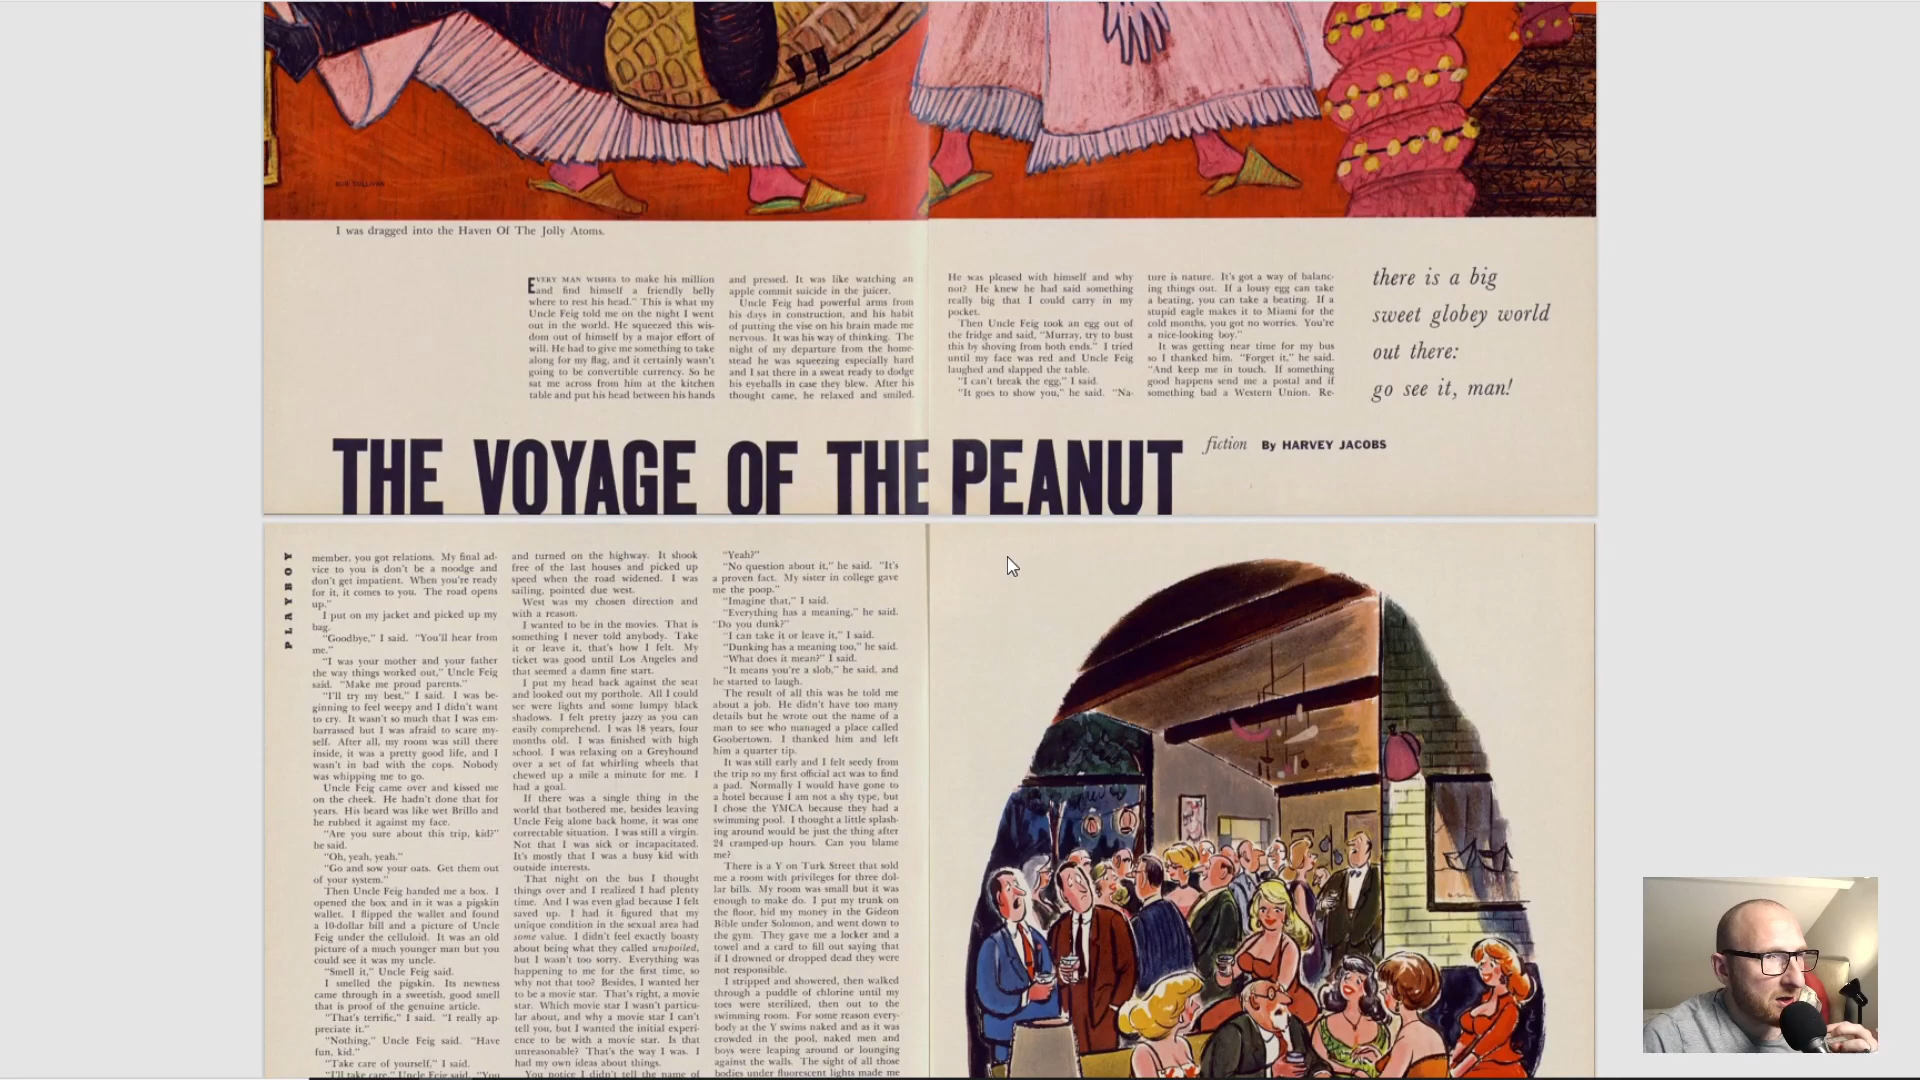 BOB SULLIVAN
I was dragged into the Haven Of The Jolly Atoms.
EVERY MAN WISHES to make his million
and find himself a friendly belly
where to rest his head." This is what my
Uncle Feig told me on the night I went
out in the world. He squeezed this wis-
dom out of himself by a major effort of
will. He had to give me something to take
along for my flag, and it certainly wasn't
going to be convertible currency. So he
sat me across from him at the kitchen
table and put his head between his hands
and pressed. It was like watching an
apple commit suicide in the juicer.
Uncle Feig had powerful arms from
his days in construction, and his habit
of putting the vise on his brain made me
nervous. It was his way of thinking. The
night of my departure from the home-
stead he was squeezing especially hard
and I sat there in a sweat ready to dodge
his eyeballs in case they blew. After his
thought came, he relaxed and smiled.
He was pleased with himself and why
not? He knew he had said something
really big that I could carry in my
pocket.
Then Uncle Feig took an egg out of
the fridge and said, "Murray, try to bust
this by shoving from both ends." I tried
until my face was red and Uncle Feig
laughed and slapped the table.
"I can't break the egg," I said.
"It goes to show you," he said. "Na-
ture is nature. It's got a way of balanc-
ing things out. If a lousy egg can take
a beating, you can take a beating. If a
stupid eagle makes it to Miami for the
cold months, you got no worries. You're
a nice-looking boy."
It was getting near time for my bus
so I thanked him. "Forget it," he said.
"And keep me in touch. If something
good happens send me a postal and if
something bad a Western Union. Re-
there is a big
sweet globey world
out there:
go see it, man!
THE VOYAGE OF THE PEANUT
fiction By HARVEY JACOBS
PLAYBOY
member, you got relations. My final ad-
vice to you is don't be a noodge and
don't get impatient. When you're ready
for it, it comes to you. The road opens
up."
I put on my jacket and picked up my
bag.
"Goodbye," I said. "You'll hear from
me."
"I was your mother and your father
the way things worked out," Uncle Feig
said. "Make me proud parents."
"I'll try my best," I said. I was be-
ginning to feel weepy and I didn't want
to cry. It wasn't so much that I was em-
barrassed but I was afraid to scare my-
self. After all, my room was still there
inside, it was a pretty good life, and I
wasn't in bad with the cops. Nobody
was whipping me to go.
Uncle Feig came over and kissed me
on the cheek. He hadn't done that for
years. His beard was like wet Brillo and
he rubbed it against my face.
"Are you sure about this trip, kid?"
he said.
"Oh, yeah, yeah."
"Go and sow your oats. Get them out
of your system."
Then Uncle Feig handed me a box. I
opened the box and in it was a pigskin
wallet. I flipped the wallet and found
a 10-dollar bill and a picture of Uncle
Feig under the celluloid. It was an old
picture of a much younger man but you
could see it was my uncle.
"Smell it," Uncle Feig said.
I smelled the pigskin. Its newness
came through in a sweetish, good smell
that is proof of the genuine article.
"That's terrific," I said. "I really ap-
preciate it."
"Nothing," Uncle Feig said. "Have
fun, kid."
"Take care of yourself," I said.
"I'll take care," Uncle Feig said. "You
and turned on the highway. It shook
free of the last houses and picked up
speed when the road widened. I was
sailing, pointed due west.
West was my chosen direction and
with a reason.
I wanted to be in the movies. That is
something I never told anybody. Take
it or leave it, that's how I felt. My
ticket was good until Los Angeles and
that seemed a damn fine start.
I put my head back against the seat
and looked out my porthole. All I could
see were lights and some lumpy black
shadows. I felt pretty jazzy as you can
easily comprehend. I was 18 years, four
months old. I was finished with high
school. I was relaxing on a Greyhound
over a set of fat whirling wheels that
chewed up a mile a minute for me. I
had a goal.
If there was a single thing in the
world that bothered me, besides leaving
Uncle Feig alone back home, it was one
correctable situation. I was still a virgin.
Not that I was sick or incapacitated.
It's mostly that I was a busy kid with
outside interests.
That night on the bus I thought
things over and I realized I had plenty
time. And I was even glad because I felt
saved up. I had it figured that my
unique condition in the sexual area had
some value. I didn't feel exactly boasty
about being what they called unspoiled,
but I wasn't too sorry. Everything was
happening to me for the first time, so
why not that too? Besides, I wanted her
to be a movie star. That's right, a movie
star. Which movie star I wasn't particu-
lar about, and why a movie star I can't
tell you, but I wanted the initial experi-
ence to be with a movie star. Is that
unreasonable? That's the way I was. I
had my own ideas about things.
You notice I didn't tell the name of
"Yeah?"
"No question about it," he said. "It's
a proven fact. My sister in college gave
me the poop."
"Imagine that," I said.
"Everything has a meaning," he said.
"Do you dunk?"
"I can take it or leave it," I said.
"Dunking has a meaning too," he said.
"What does it mean?" I said.
"It means you're a slob," he said, and
he started to laugh.
The result of all this was he told me
about a job. He didn't have too many
details but he wrote out the name of a
man to see who managed a place called
Goobertown. I thanked him and left
him a quarter tip.
It was still early and I felt seedy from
the trip so my first official act was to find
a pad. Normally I would have gone to
a hotel because I am not a shy type, but
I chose the YMCA because they had a
swimming pool. I thought a little splash-
ing around would be just the thing after
24 cramped-up hours. Can you blame
me?
There is a Y on Turk Street that sold
me a room with privileges for three dol-
lar bills. My room was small but it was
enough to make do. I put my trunk on
the floor, hid my money in the Gideon
Bible under Solomon, and went down to
the gym. They gave me a locker and a
towel and a card to fill out saying that
if I drowned or dropped dead they were
not responsible.
I stripped and showered, then walked
through a puddle of chlorine until my
toes were sterilized, then out to the
swimming room. For some reason every-
body at the Y swims naked and as it was
crowded in the pool, naked men and
boys were leaping around or lounging
against the walls. The sight of all those
bodies under fluorescent lights made me